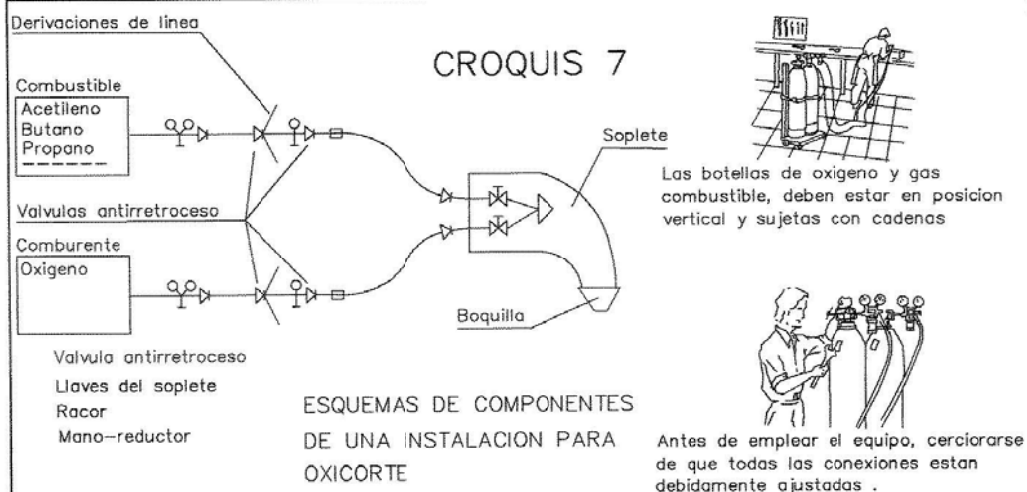 Derivaciones de linea
CROQUIS 7
Combustible
Acetileno
Butano
Propano
Soplete
Valvulas antirretroceso
Comburente
Oxigeno
Boquilla
Valvula antirretroceso
Llaves del soplete
Racor
Mano-reductor
ESQUEMAS DE COMPONENTES
DE UNA INSTALACION PARA
OXICORTE
Las botellas de oxigeno y gas
combustible, deben estar en posicion
vertical y sujetas con cadenas
Antes de emplear el equipo, cerciorarse
de que todas las conexiones estan
debidamente ajustadas .